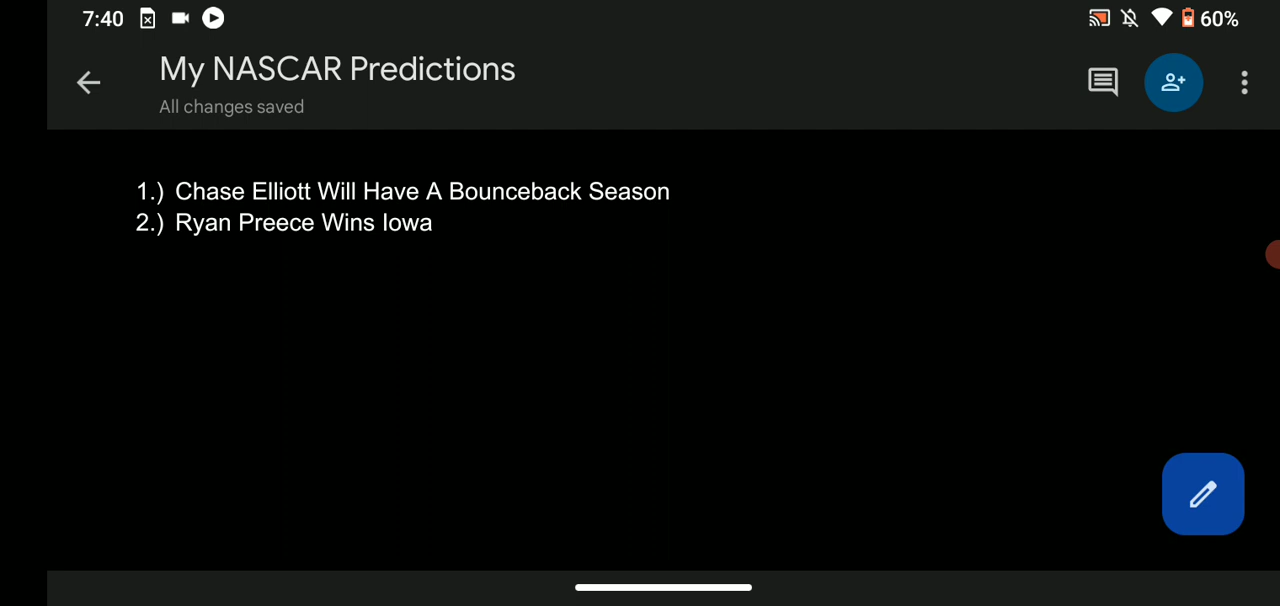 7:40 60%
My NASCAR Predictions
All changes saved
1.) Chase Elliott Will Have A Bounceback Season
2.) Ryan Preece Wins Iowa